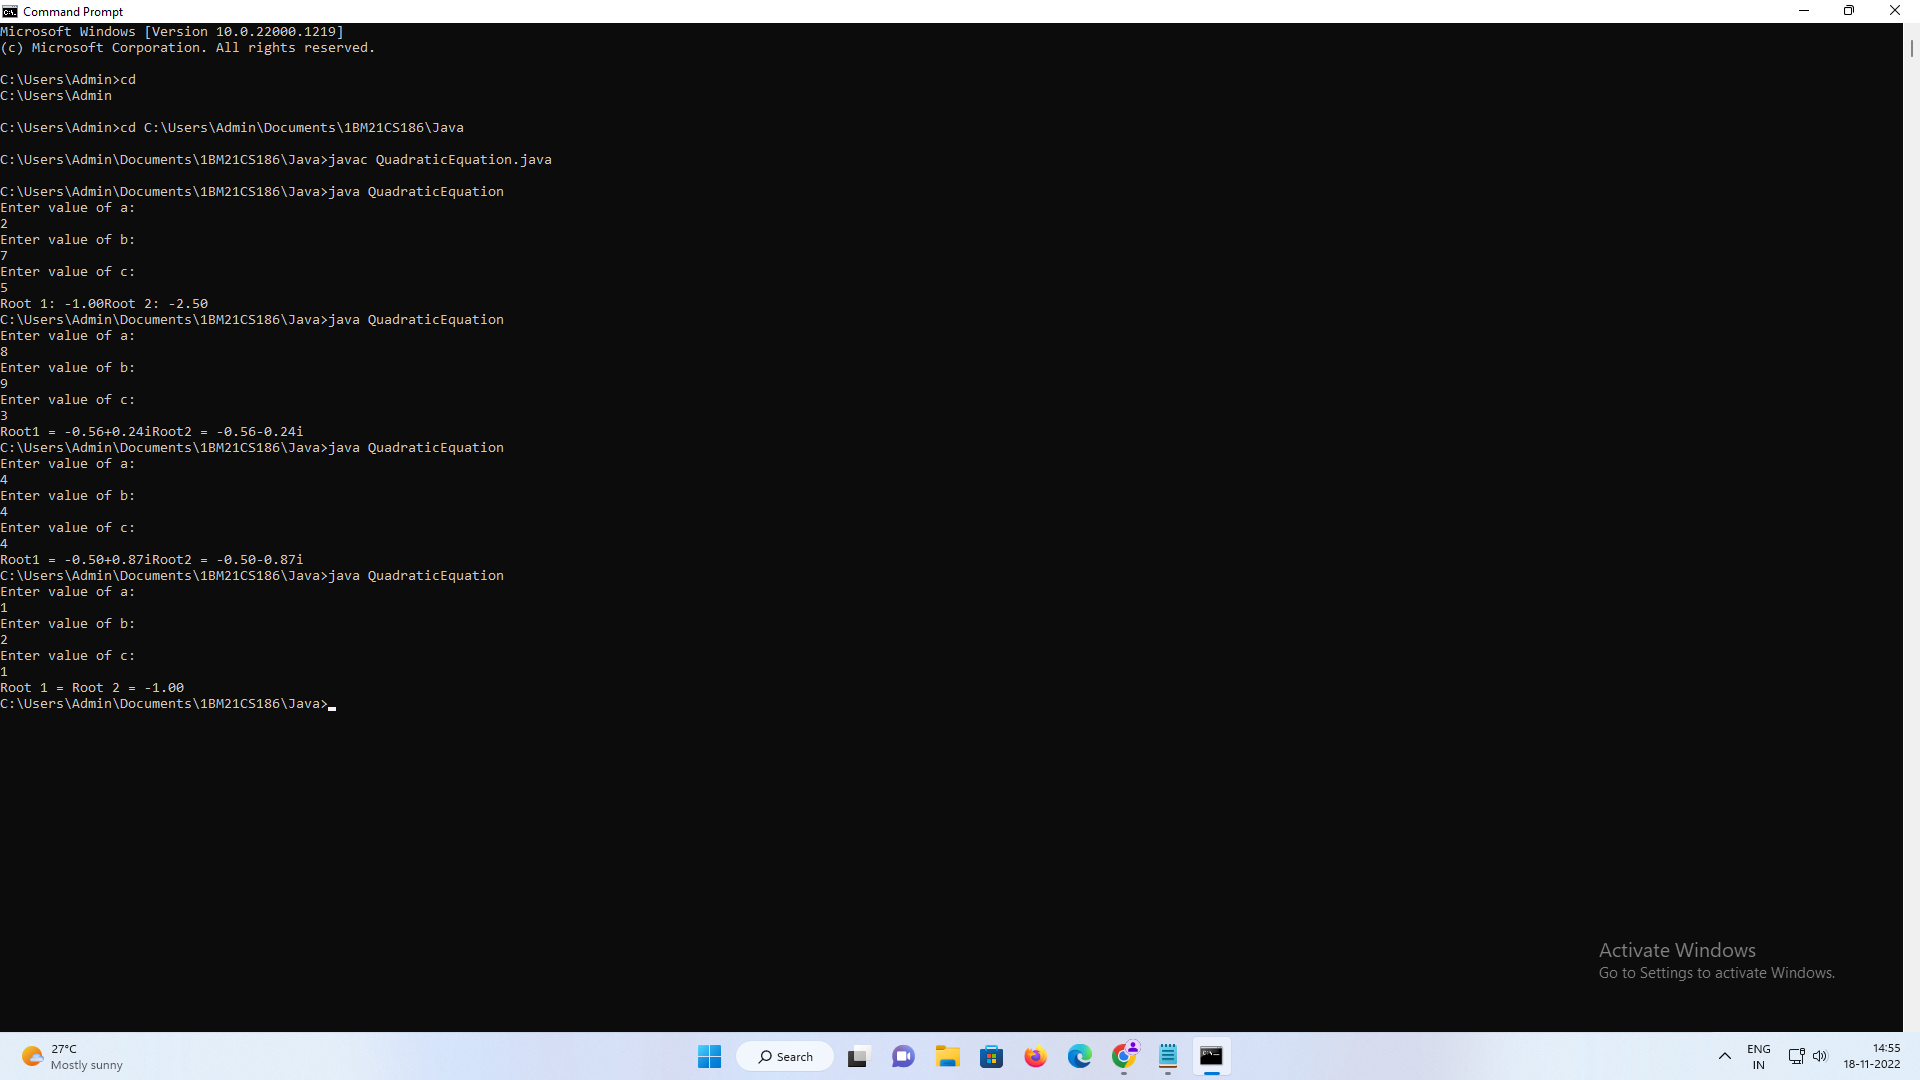 Command Prompt
Microsoft Windows [Version 10.0.22000.1219]
(c) Microsoft Corporation. All rights reserved.
C:\Users\Admin>cd
C:\Users\Admin
C:\Users\Admin>cd C:\Users\Admin\Documents\1BM21CS186\Java
C:\Users\Admin\Documents\1BM21CS186\Java>javac QuadraticEquation.java
C:\Users\Admin\Documents\1BM21CS186\Java>java QuadraticEquation
Enter value of a:
2
Enter value of b:
7
Enter value of c:
5
Root 1: -1.00Root 2: -2.50
C:\Users\Admin\Documents\1BM21CS186\Java>java QuadraticEquation
Enter value of a:
8
Enter value of b:
9
Enter value of c:
3
Root1 = -0.56+0.24iRoot2 = -0.56-0.24i
C:\Users\Admin\Documents\1BM21CS186\Java>java QuadraticEquation
Enter value of a:
4
Enter value of b:
4
Enter value of c:
4
Root1 = -0.50+0.87iRoot2 = -0.50-0.87i
C:\Users\Admin\Documents\1BM21CS186\Java>java QuadraticEquation
Enter value of a:
1
Enter value of b:
2
Enter value of c:
1
Root 1 = Root 2 = -1.00
C:\Users\Admin\Documents\1BM21CS186\Java>
Activate Windows
Go to Settings to activate Windows.
27°C
Mostly sunny
Search
ENG
IN
14:55
18-11-2022